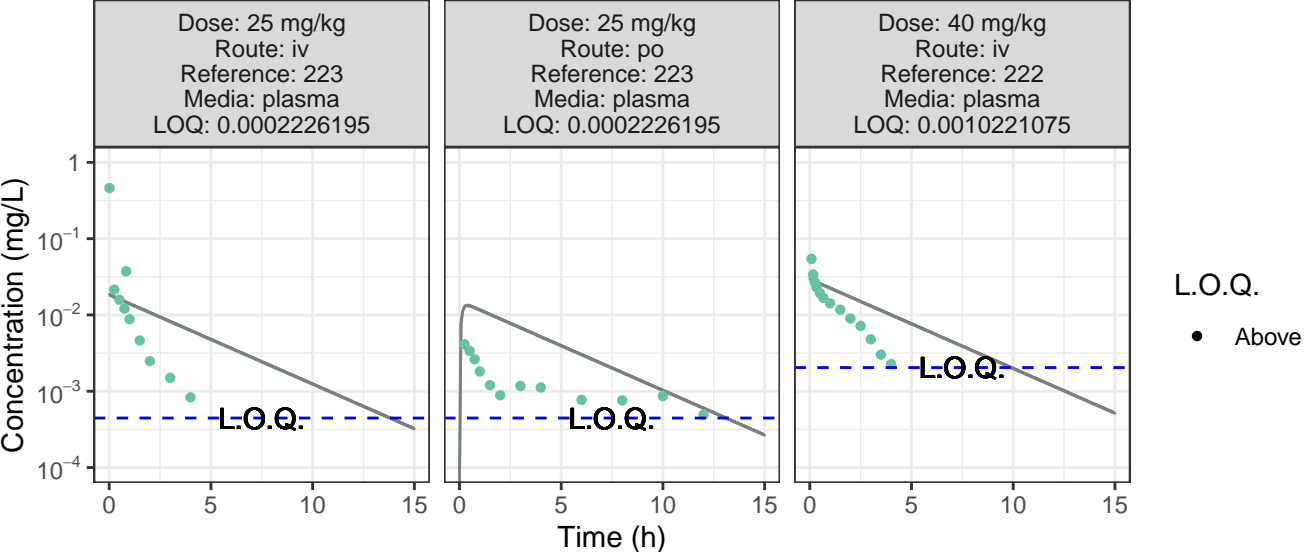 Dose: 25 mg/kg
Route: iv
Reference: 223
Media: plasma
LOQ: 0.0002226195
Dose: 25 mg/kg
Route: po
Reference: 223
Media: plasma
LOQ: 0.0002226195
Dose: 40 mg/kg
Route: iv
Reference: 222
Media: plasma
LOQ: 0.0010221075
Concentration (mg/L)
1
10⁻¹
10⁻²
10⁻³
10⁻⁴
L.O.Q.
L.O.Q.
L.O.Q.
0 5 10 15
0 5 10 15
0 5 10 15
Time (h)
L.O.Q.
Above